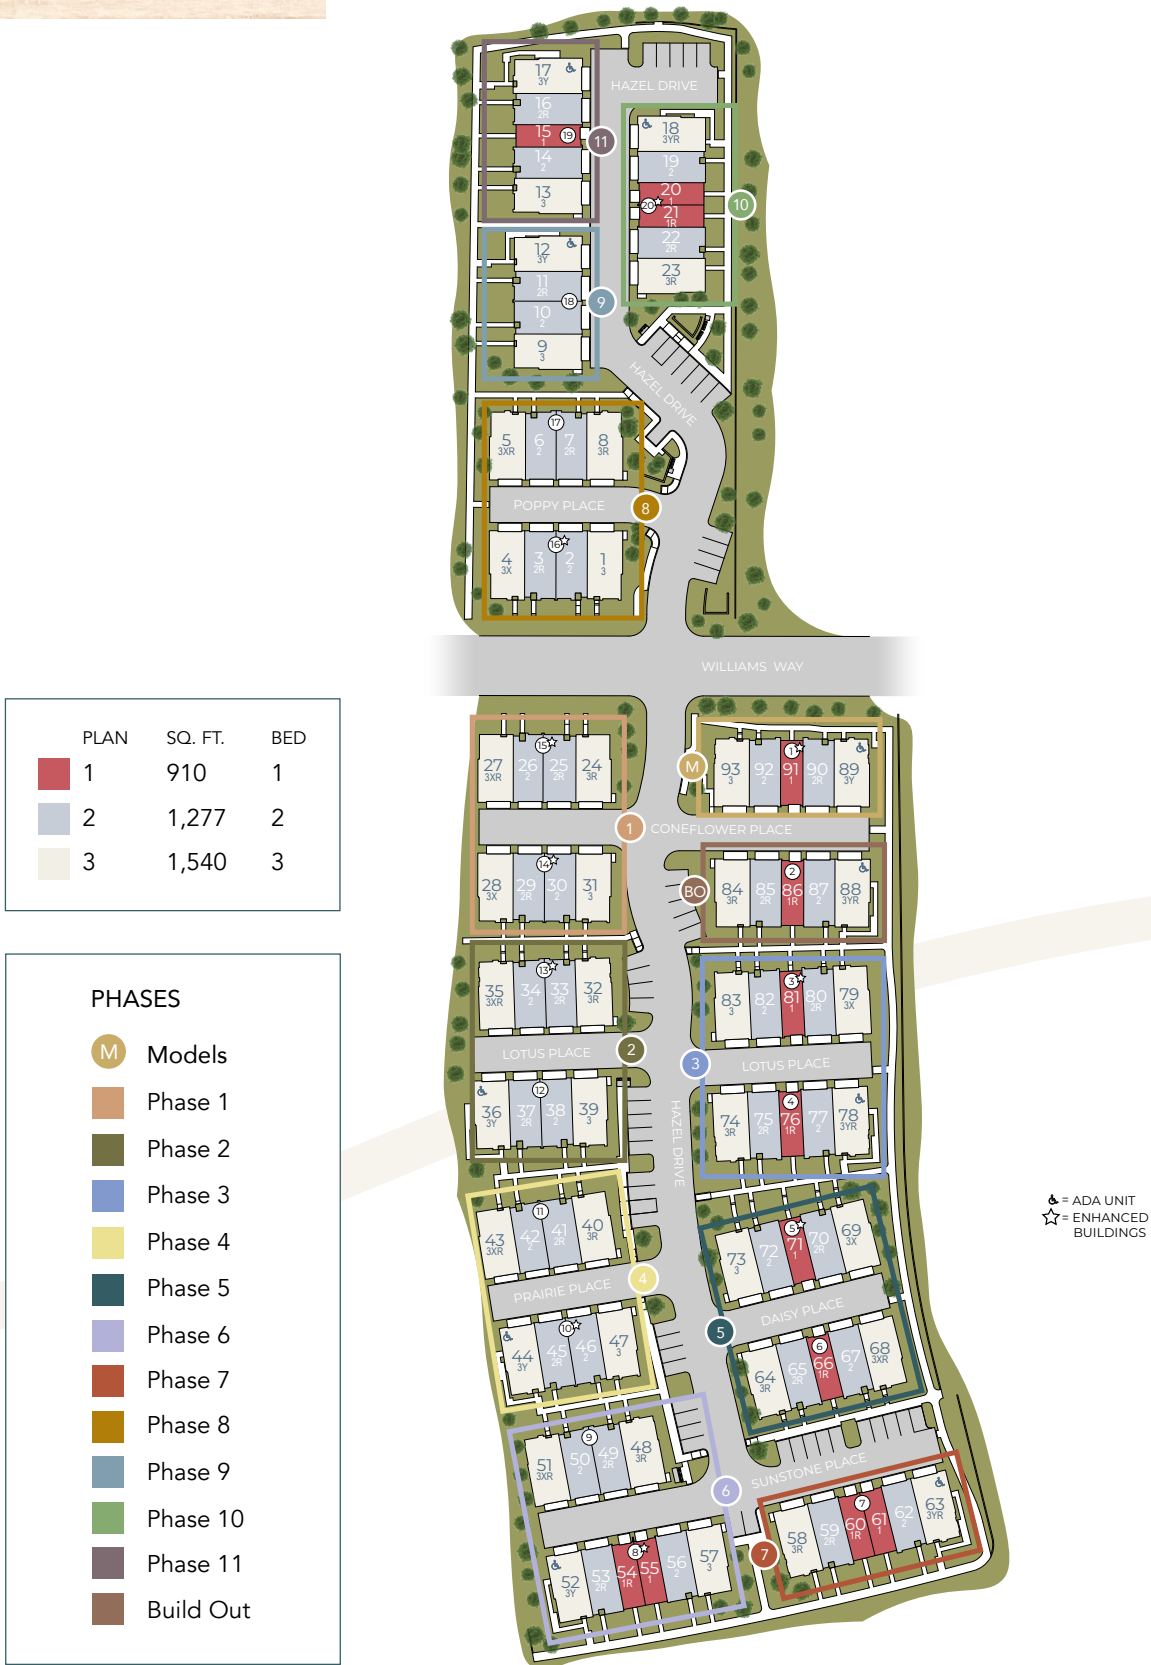 HAZEL DRIVE
17
3Y
16
2R
15
1
19
14
2
13
3
11
18
3YR
19
2
20
1
20
21
1R
22
2R
23
3R
10
12
3Y
11
2R
18
10
2
9
3
9
HAZEL DRIVE
17
5
3XR
6
2
7
2R
8
3R
POPPY PLACE
8
16
4
3X
3
2R
2
2
1
3
WILLIAMS WAY
PLAN SQ. FT. BED
1 910 1
2 1,277 2
3 1,540 3
15
27
3XR
26
2
25
2R
24
3R
M
1
93
3
92
2
91
1
90
2R
89
3Y
1
CONEFLOWER PLACE
14
28
3X
29
2R
30
2
31
3
BO
2
84
3R
85
2R
86
1R
87
2
88
3YR
13
35
3XR
34
2
33
2R
32
3R
3
83
3
82
2
81
1
80
2R
79
3X
LOTUS PLACE
2
3
LOTUS PLACE
12
36
3Y
37
2R
38
2
39
3
4
74
3R
75
2R
76
1R
77
2
78
3YR
HAZEL DRIVE
PHASES
M Models
Phase 1
Phase 2
Phase 3
Phase 4
Phase 5
Phase 6
Phase 7
Phase 8
Phase 9
Phase 10
Phase 11
Build Out
= ADA UNIT
= ENHANCED
BUILDINGS
11
43
3XR
42
2
41
2R
40
3R
5
73
3
72
2
71
1
70
2R
69
3X
PRAIRIE PLACE
4
DAISY PLACE
5
10
44
3Y
45
2R
46
2
47
3
6
64
3R
65
2R
66
1R
67
2
68
3XR
9
51
3XR
50
2
49
2R
48
3R
SUNSTONE PLACE
6
7
7
58
3R
59
2R
60
1R
61
1
62
2
63
3YR
8
52
3Y
53
2R
54
1R
55
1
56
2
57
3